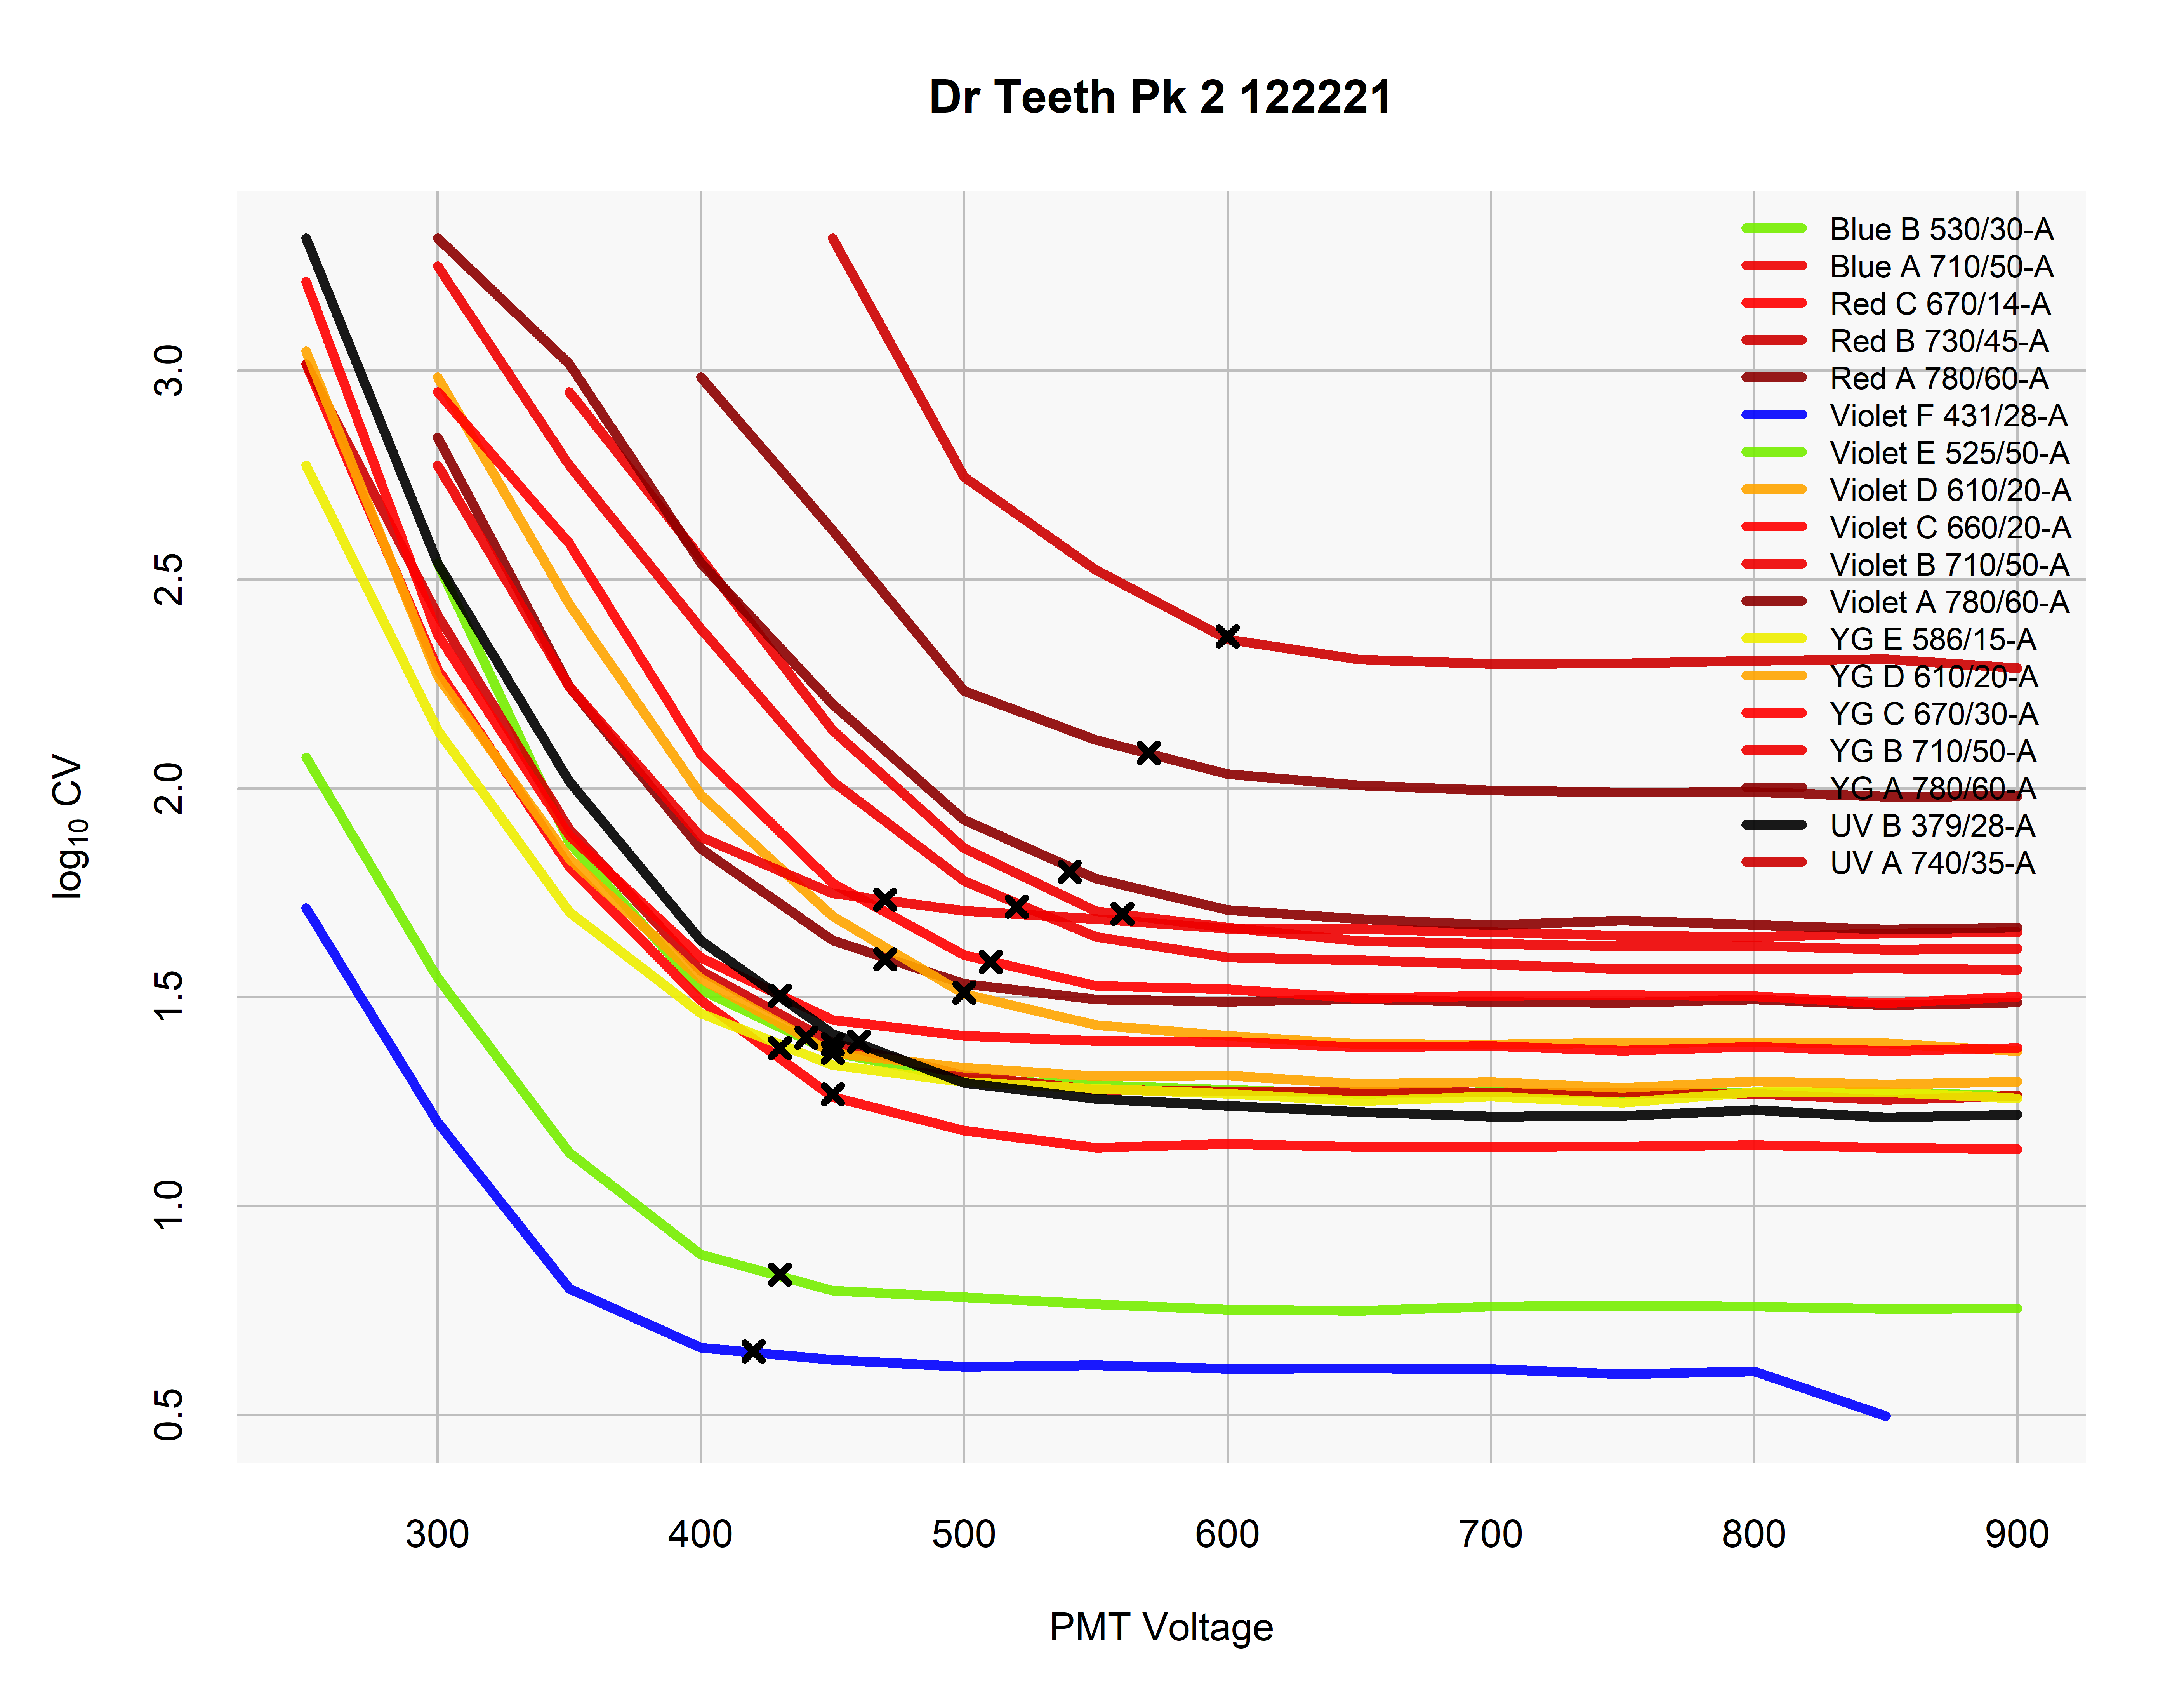 Dr Teeth Pk 2 122221
Blue B 530/30-A
Blue A 710/50-A
Red C 670/14-A
Red B 730/45-A
Red A 780/60-A
Violet F 431/28-A
Violet E 525/50-A
Violet D 610/20-A
Violet C 660/20-A
Violet B 710/50-A
Violet A 780/60-A
YG E 586/15-A
YG D 610/20-A
YG C 670/30-A
YG B 710/50-A
YG A 780/60-A
UV B 379/28-A
UV A 740/35-A
3.0
2.5
2.0
1.5
1.0
0.5
log10 CV
300 400 500 600 700 800 900
PMT Voltage